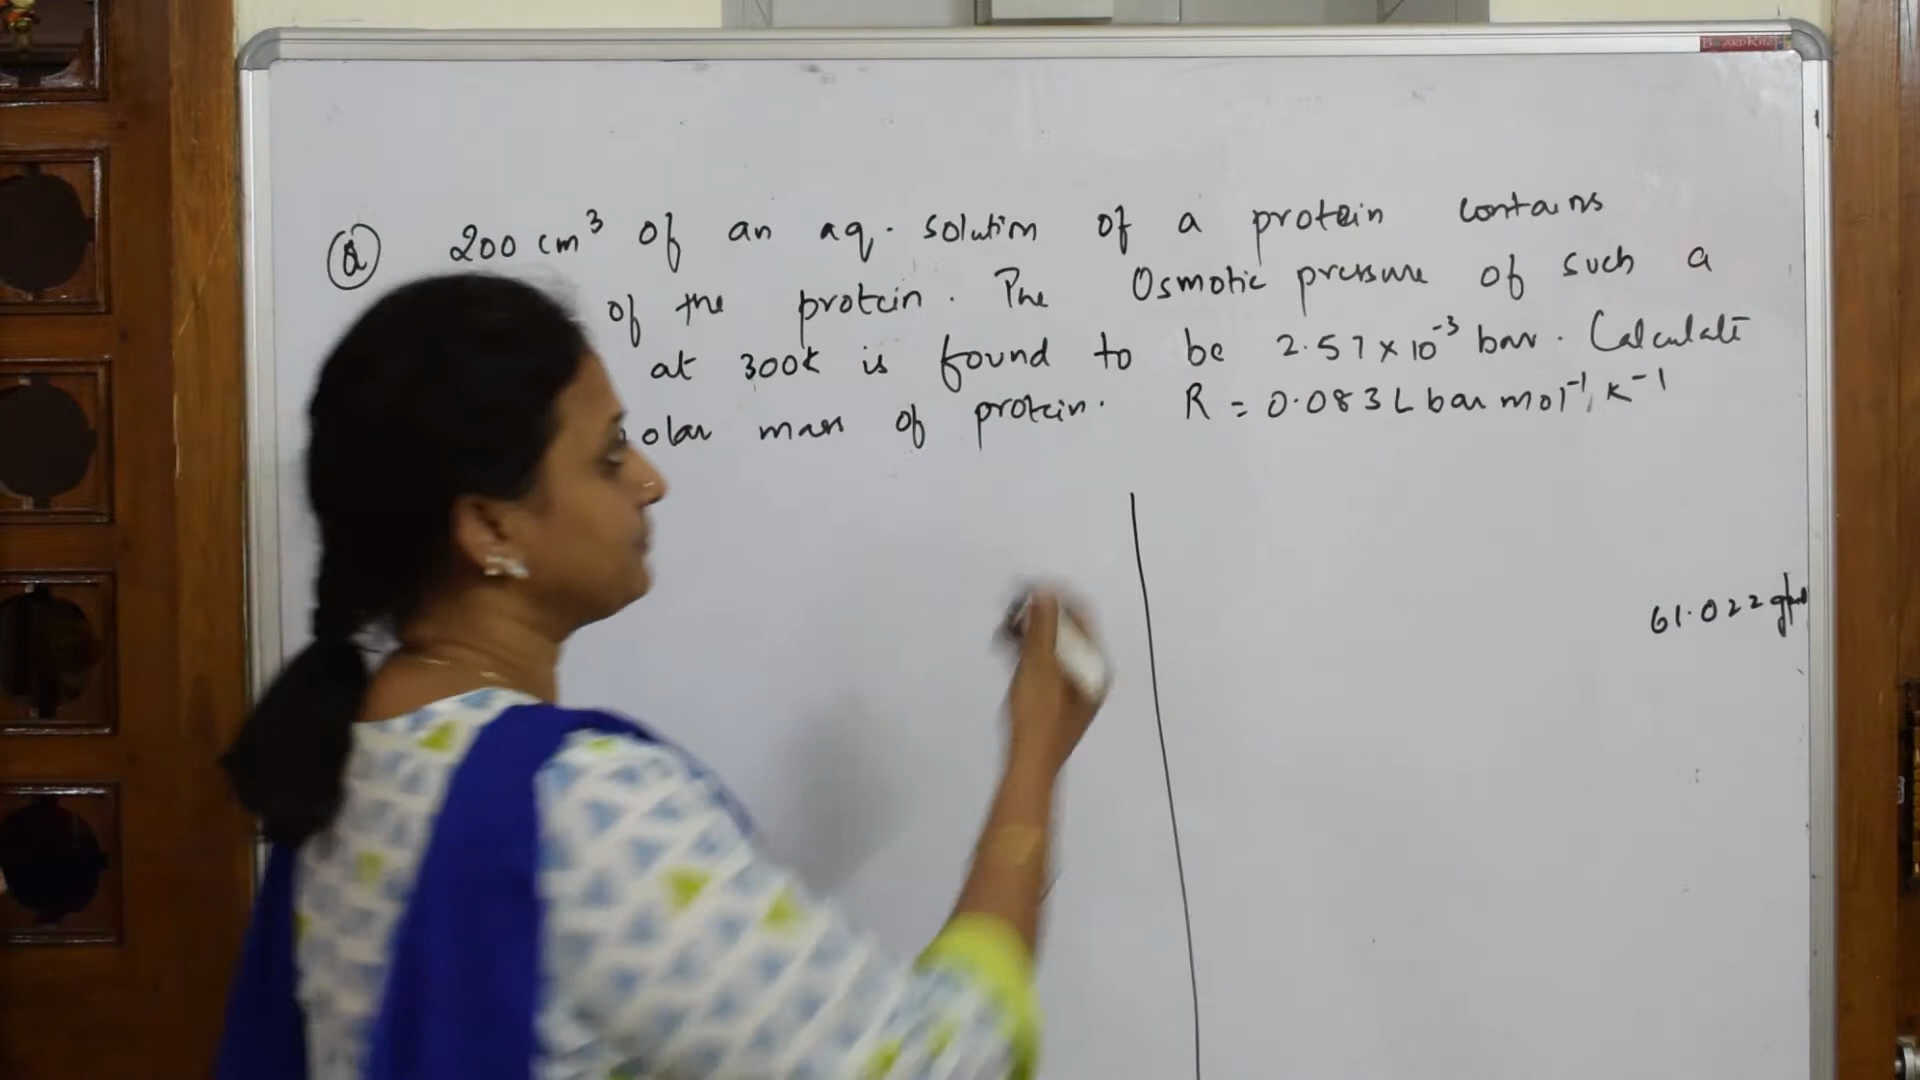 Q 200 cm³ of an aq. solution of a protein contains
of the protein. The Osmotic pressure of such a
at 300K is found to be 2.57 × 10⁻³ bar. Calculate
olar mass of protein. R = 0.083 L bar mol⁻¹ K⁻¹
61.022 g/mol